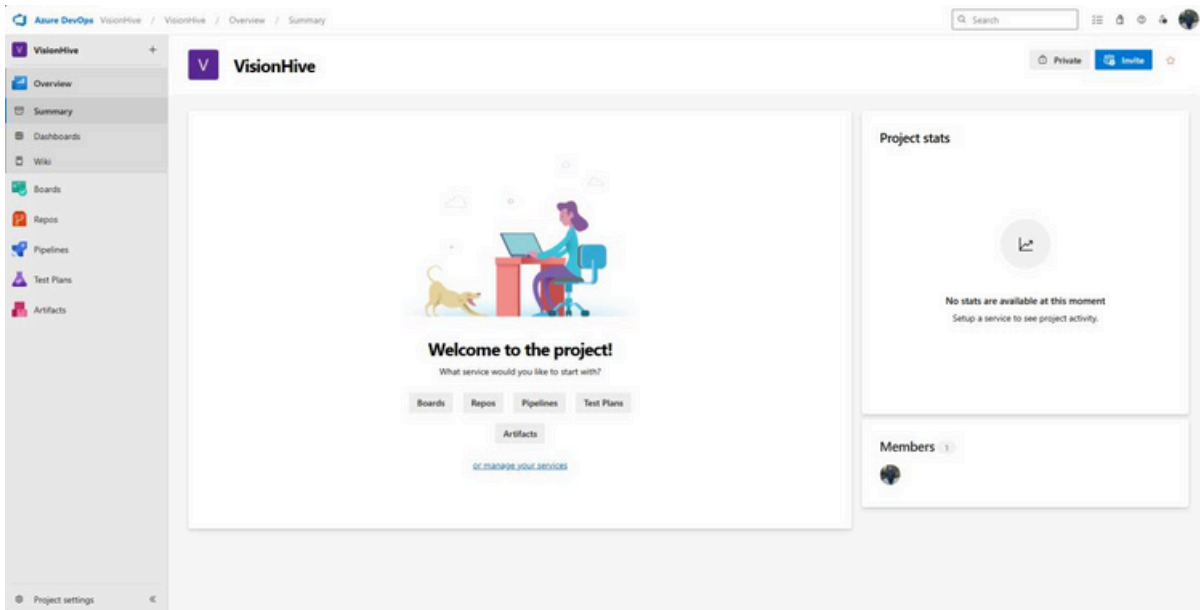 Azure DevOps VisionHive / VisionHive / Overview / Summary
Search
V VisionHive +
Overview
Summary
Dashboards
Wiki
Boards
Repos
Pipelines
Test Plans
Artifacts
Project settings
V VisionHive
Private
Invite
Welcome to the project!
What service would you like to start with?
Boards Repos Pipelines Test Plans
Artifacts
or manage your services
Project stats
No stats are available at this moment
Setup a service to see project activity.
Members 1